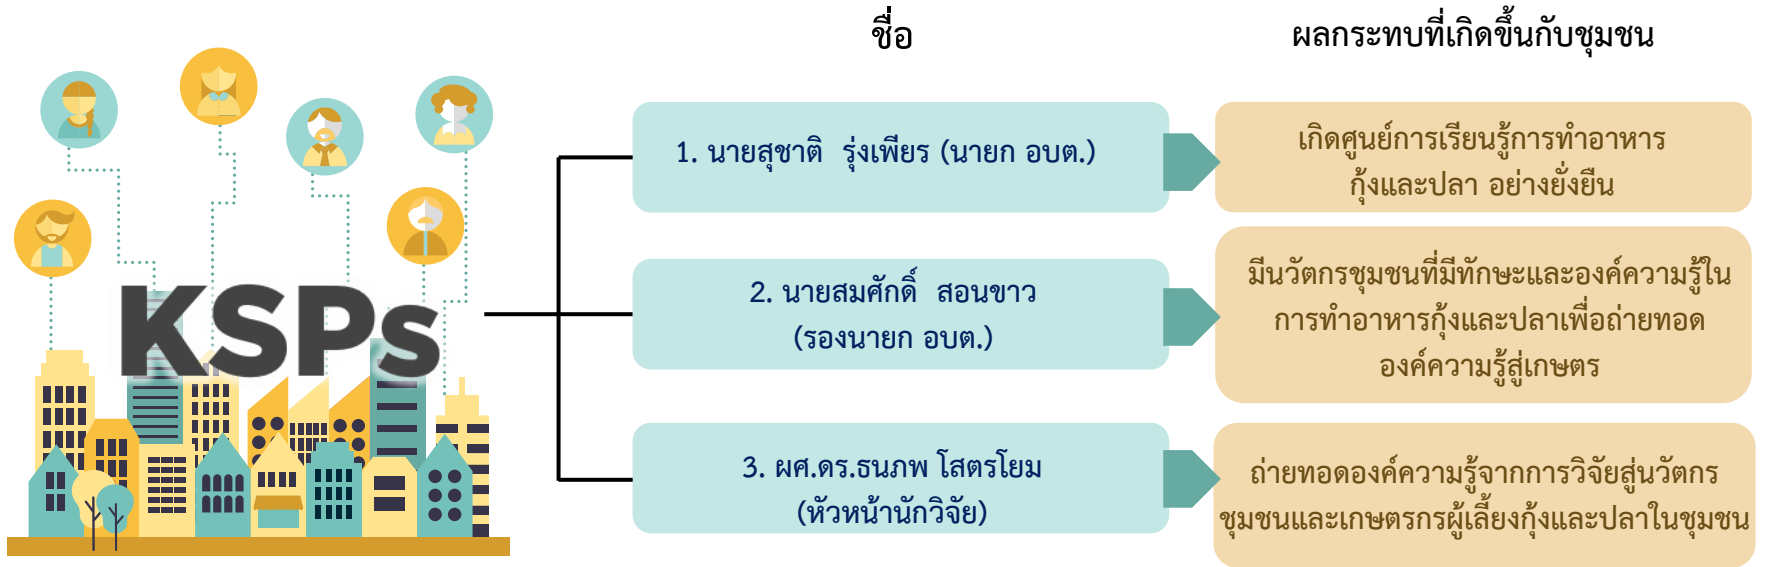 ชื่อ
ผลกระทบที่เกิดขึ้นกับชุมชน
KSPs
1. นายสุชาติ รุ่งเพียร (นายก อบต.)
เกิดศูนย์การเรียนรู้การทำอาหาร
กุ้งและปลา อย่างยั่งยืน
2. นายสมศักดิ์ สอนขาว
(รองนายก อบต.)
มีนวัตกรชุมชนที่มีทักษะและองค์ความรู้ใน
การทำอาหารกุ้งและปลาเพื่อถ่ายทอด
องค์ความรู้สู่เกษตร
3. ผศ.ดร.ธนภพ โสตรโยม
(หัวหน้านักวิจัย)
ถ่ายทอดองค์ความรู้จากการวิจัยสู่นวัตกร
ชุมชนและเกษตรกรผู้เลี้ยงกุ้งและปลาในชุมชน